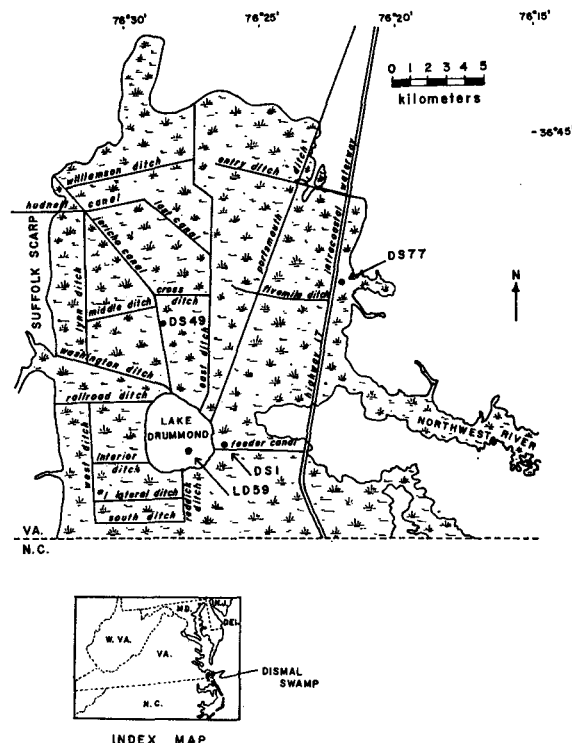 76°30'
76°25'
76°20'
76°15'
0 1 2 3 4 5
kilometers
36°45'
williamson ditch
entry ditch
portsmouth ditch
intracoastal waterway
hudnell canal
jericho canal
SUFFOLK SCARP
lynn ditch
DS77
N
cross
ditch
fivemile ditch
middle ditch
DS49
east ditch
washington ditch
highway 17
railroad ditch
LAKE
DRUMMOND
feeder canal
NORTHWEST RIVER
west ditch
interior
ditch
DS1
LD59
lateral ditch
south ditch
VA.
N.C.
MD.
N.J.
DEL.
W. VA.
VA.
N.C.
DISMAL
SWAMP
INDEX MAP